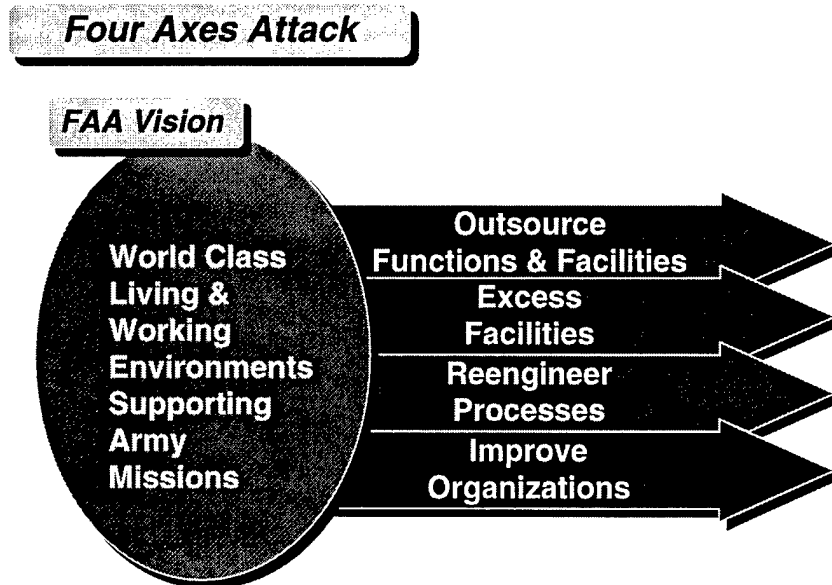 Four Axes Attack
FAA Vision
World Class
Living &
Working
Environments
Supporting
Army
Missions
Outsource
Functions & Facilities
Excess
Facilities
Reengineer
Processes
Improve
Organizations